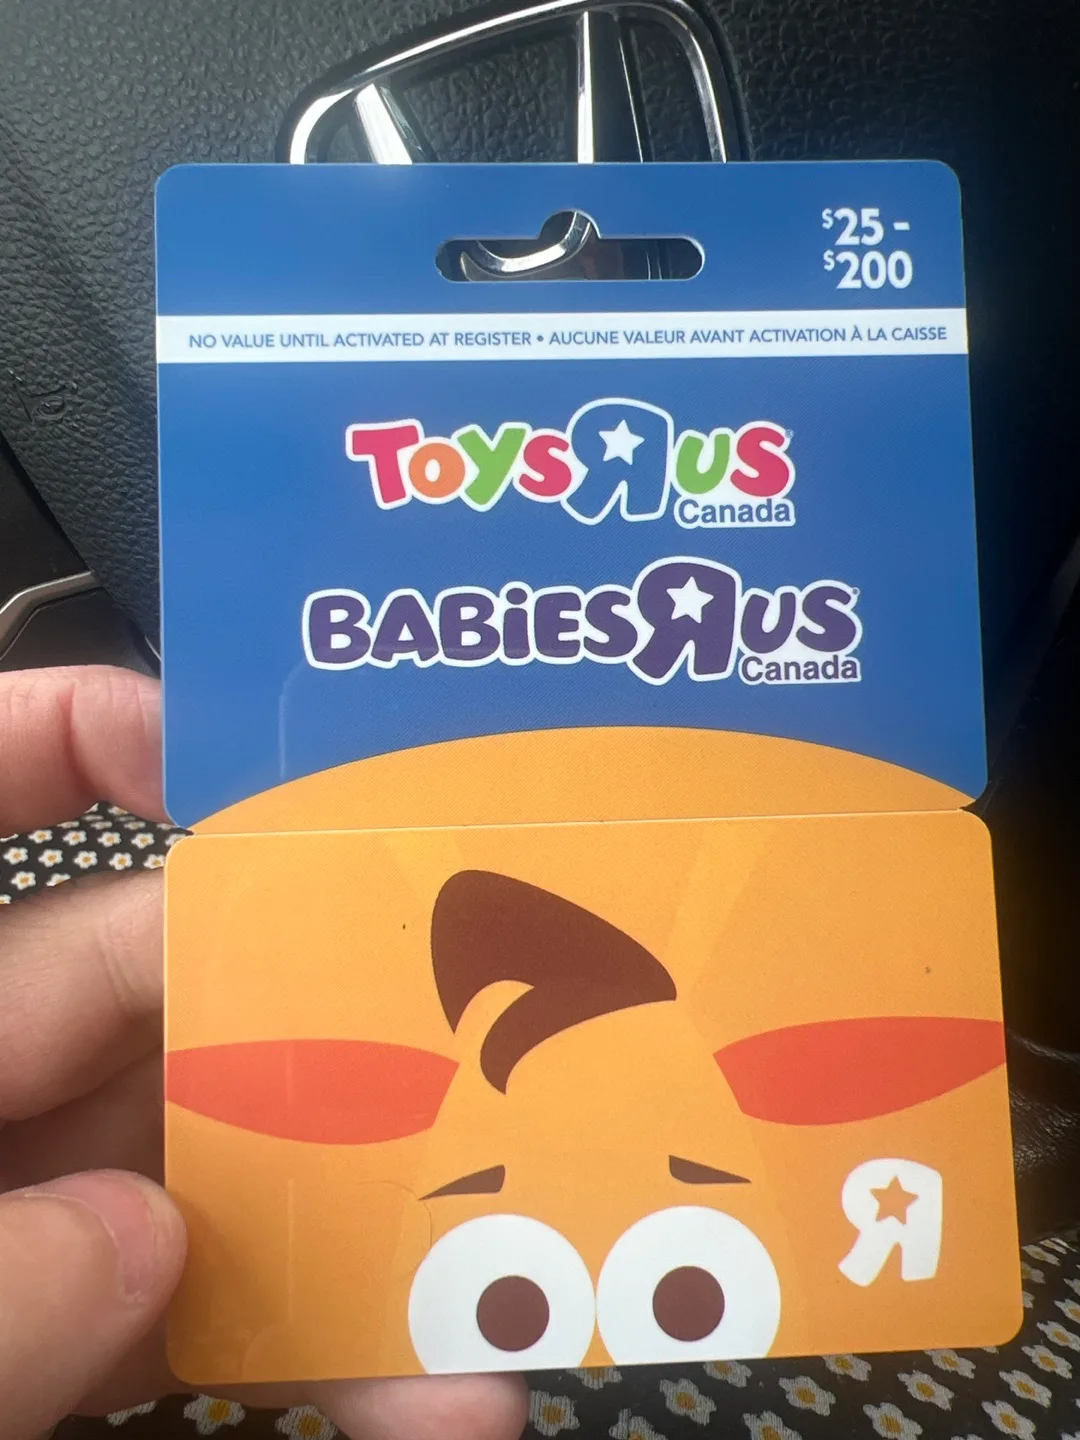 $25 -
$200
NO VALUE UNTIL ACTIVATED AT REGISTER • AUCUNE VALEUR AVANT ACTIVATION À LA CAISSE
ToysЯus
Canada
BABiESЯUS
Canada
Я